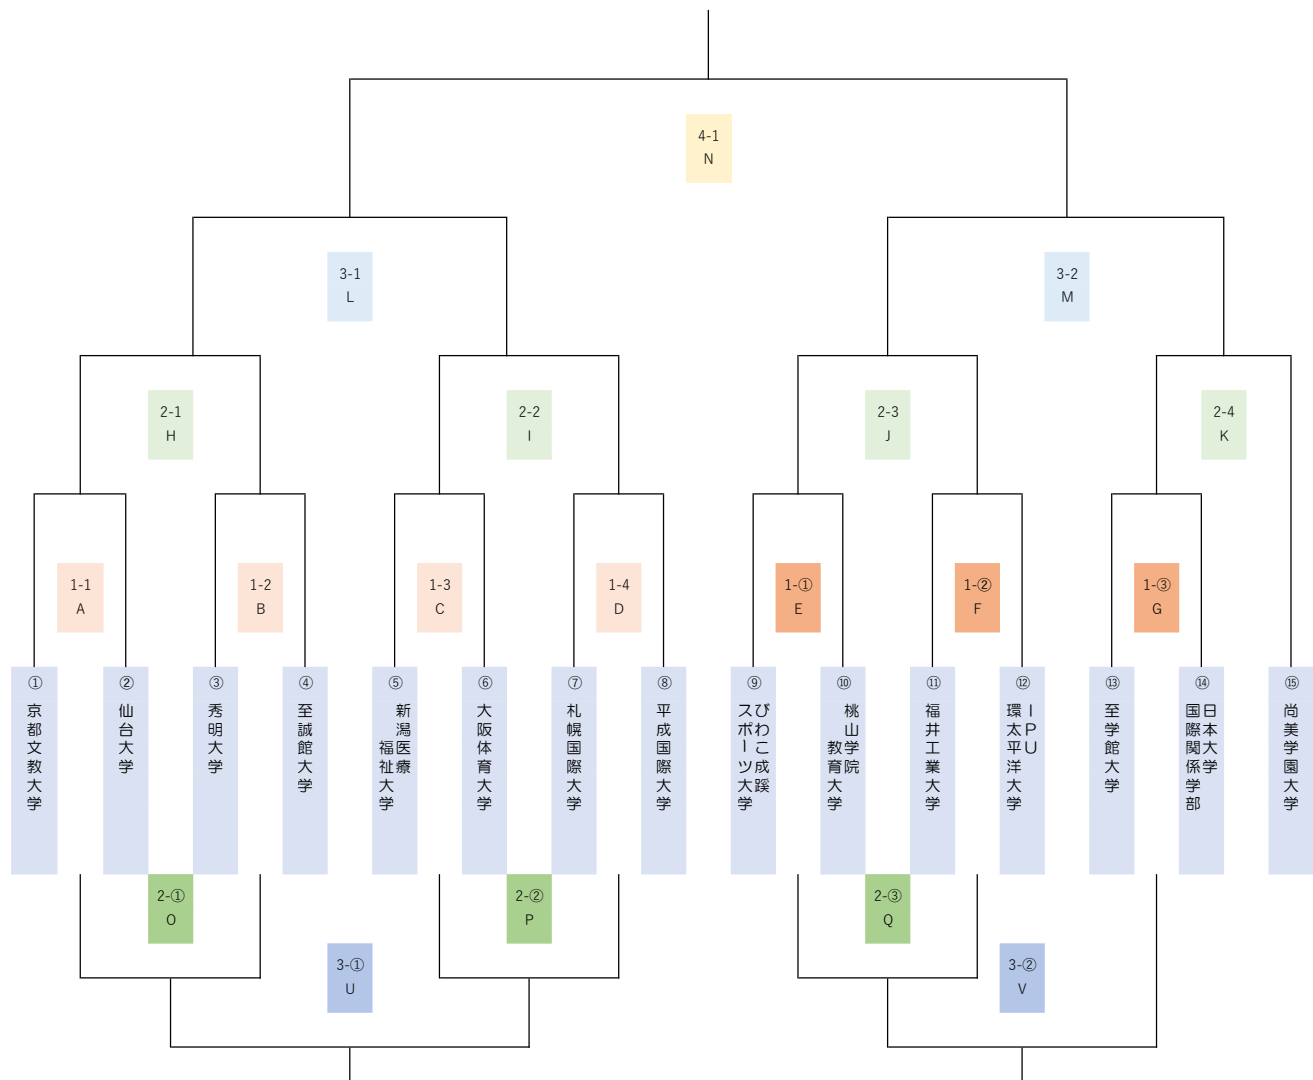 4-1
N
3-1
L
3-2
M
2-1
H
2-2
I
2-3
J
2-4
K
1-1
A
1-2
B
1-3
C
1-4
D
1-①
E
1-②
F
1-③
G
①
京都文教大学
②
仙台大学
③
秀明大学
④
至誠館大学
⑤
新潟医療
福祉大学
⑥
大阪体育大学
⑦
札幌国際大学
⑧
平成国際大学
⑨
びわこ成蹊
スポーツ大学
⑩
桃山学院
教育大学
⑪
福井工業大学
⑫
IPU
環太平洋大学
⑬
至学館大学
⑭
日本大学
国際関係学部
⑮
尚美学園大学
2-①
O
2-②
P
2-③
Q
3-①
U
3-②
V